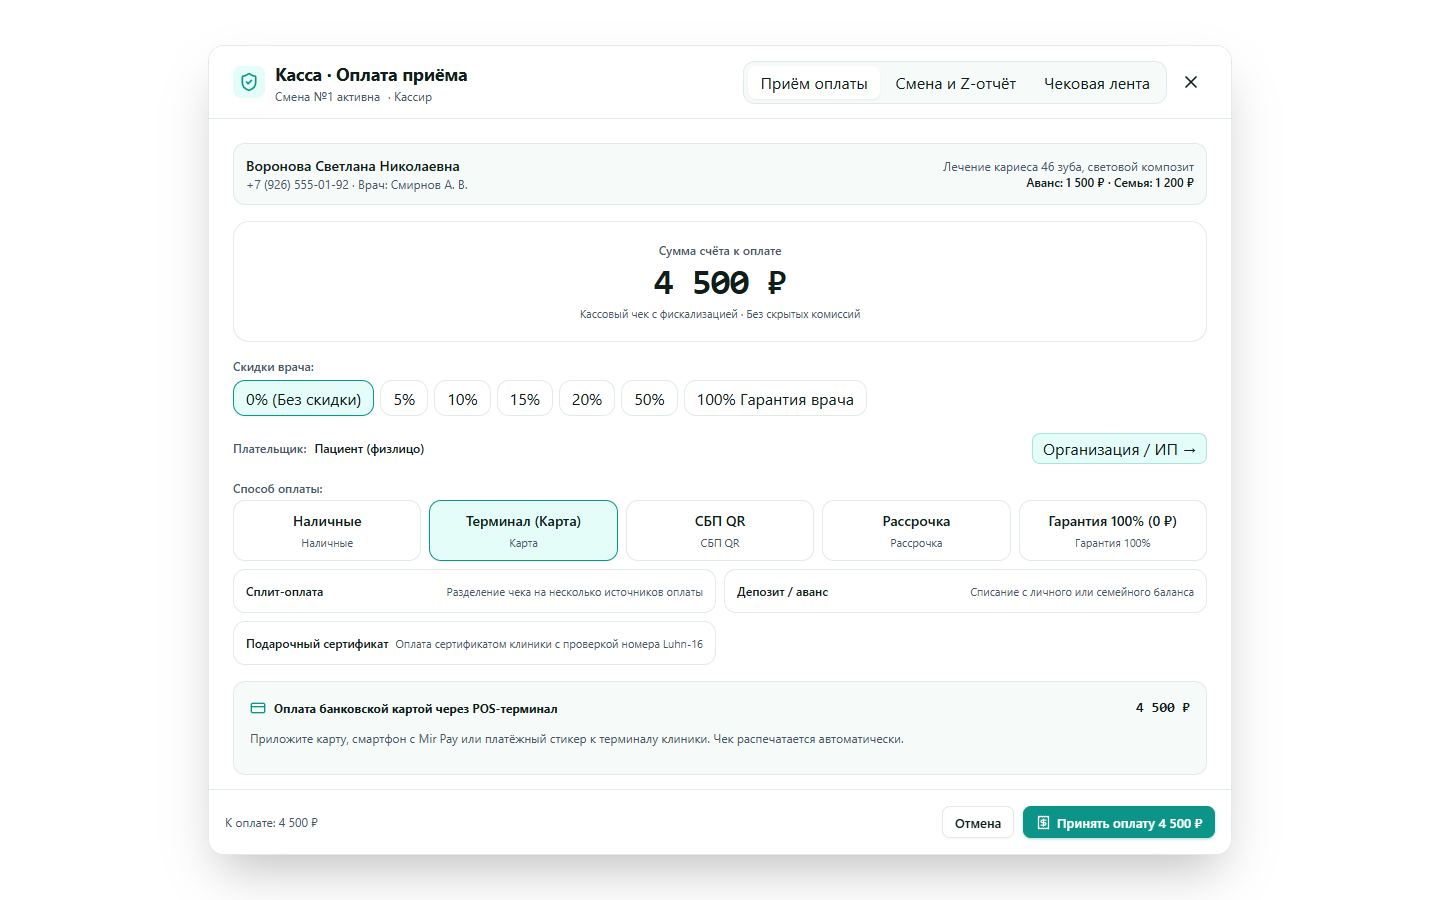 Касса · Оплата приёма
Смена №1 активна · Кассир
Приём оплаты
Смена и Z-отчёт
Чековая лента
Воронова Светлана Николаевна
+7 (926) 555-01-92 · Врач: Смирнов А. В.
Лечение кариеса 46 зуба, световой композит
Аванс: 1 500 ₽ · Семья: 1 200 ₽
Сумма счёта к оплате
4 500 ₽
Кассовый чек с фискализацией · Без скрытых комиссий
Скидки врача:
0% (Без скидки)
5%
10%
15%
20%
50%
100% Гарантия врача
Плательщик: Пациент (физлицо)
Организация / ИП →
Способ оплаты:
Наличные
Наличные
Терминал (Карта)
Карта
СБП QR
СБП QR
Рассрочка
Рассрочка
Гарантия 100% (0 ₽)
Гарантия 100%
Сплит-оплата
Разделение чека на несколько источников оплаты
Депозит / аванс
Списание с личного или семейного баланса
Подарочный сертификат
Оплата сертификатом клиники с проверкой номера Luhn-16
Оплата банковской картой через POS-терминал
4 500 ₽
Приложите карту, смартфон с Mir Pay или платёжный стикер к терминалу клиники. Чек распечатается автоматически.
К оплате: 4 500 ₽
Отмена
Принять оплату 4 500 ₽